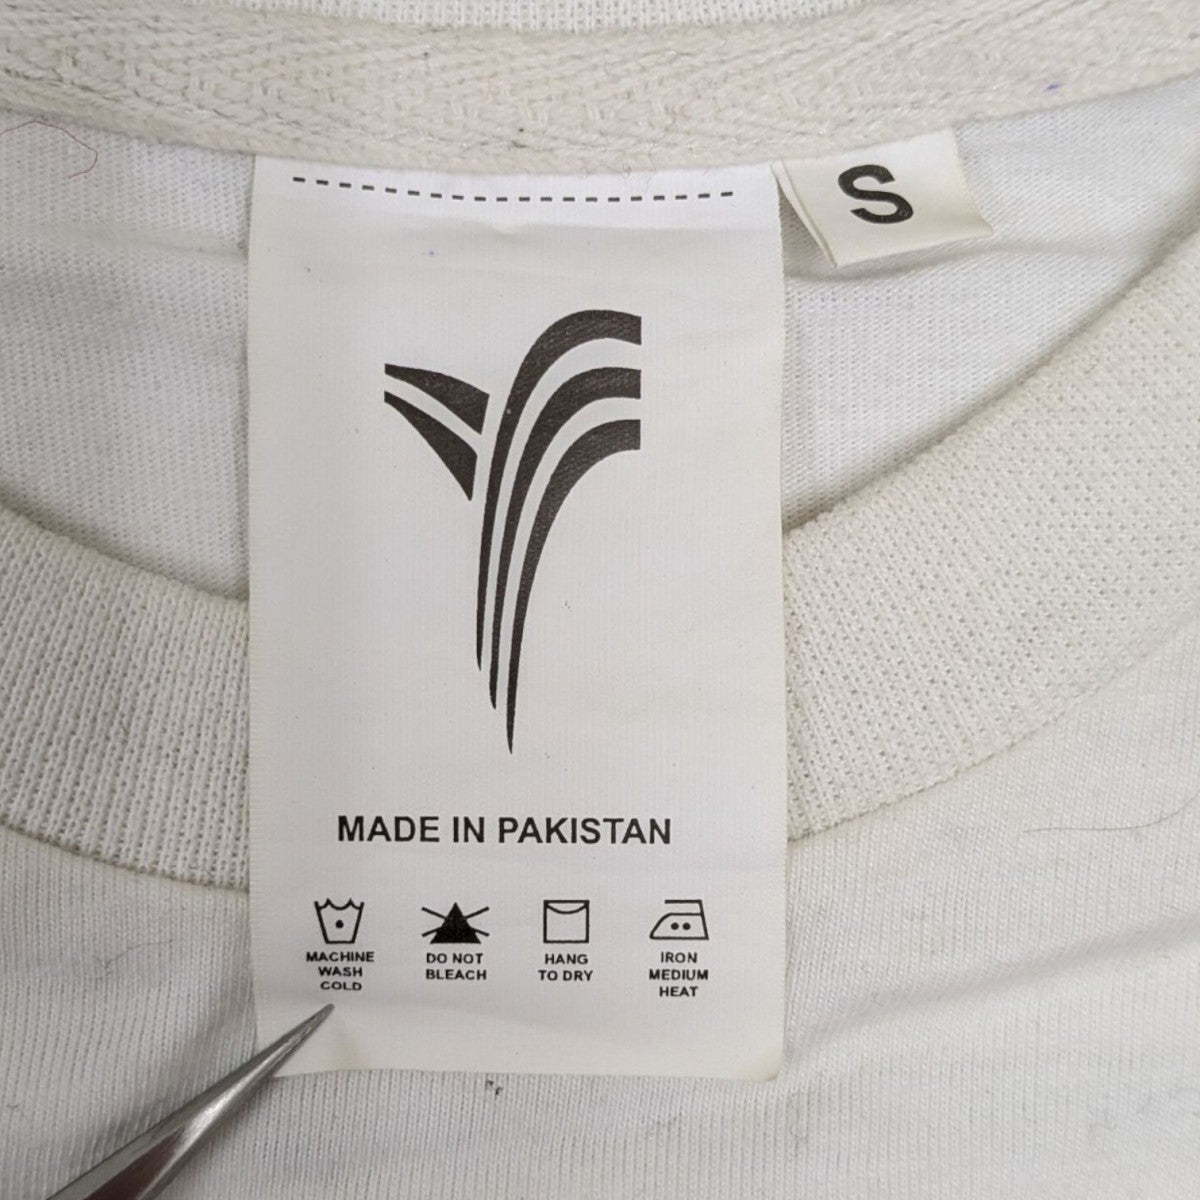 S
MADE IN PAKISTAN
MACHINE
WASH
COLD
DO NOT
BLEACH
HANG
TO DRY
IRON
MEDIUM
HEAT